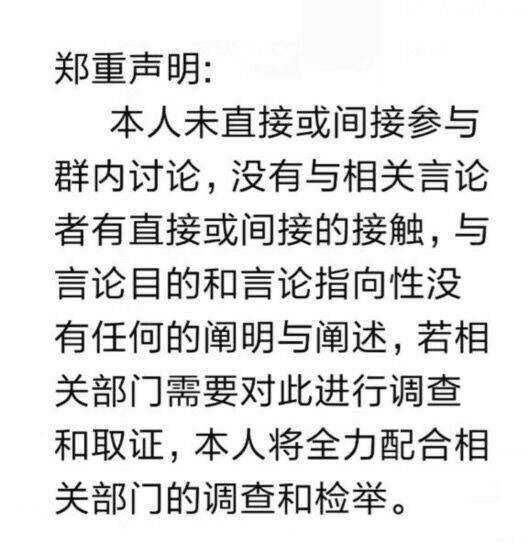 郑重声明:
本人未直接或间接参与
群内讨论，没有与相关言论
者有直接或间接的接触，与
言论目的和言论指向性没
有任何的阐明与阐述，若相
关部门需要对此进行调查
和取证，本人将全力配合相
关部门的调查和检举。